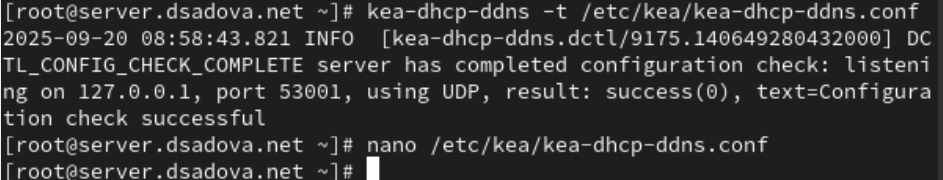 [root@server.dsadova.net ~]# kea-dhcp-ddns -t /etc/kea/kea-dhcp-ddns.conf
2025-09-20 08:58:43.821 INFO  [kea-dhcp-ddns.dctl/9175.140649280432000] DC
TL_CONFIG_CHECK_COMPLETE server has completed configuration check: listeni
ng on 127.0.0.1, port 53001, using UDP, result: success(0), text=Configura
tion check successful
[root@server.dsadova.net ~]# nano /etc/kea/kea-dhcp-ddns.conf
[root@server.dsadova.net ~]#